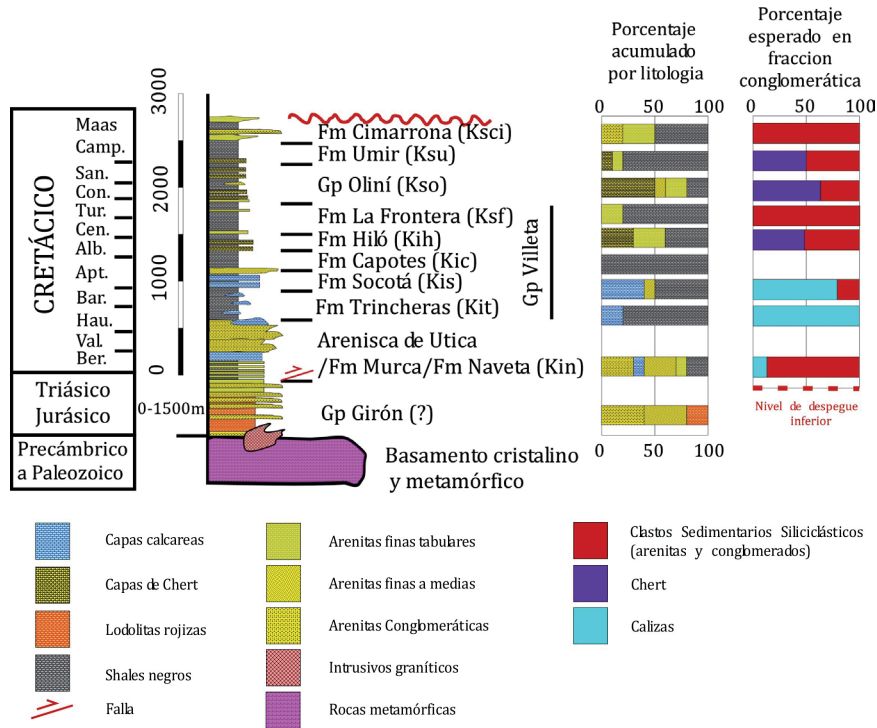 Porcentaje
acumulado
por litologia
Porcentaje
esperado en
fraccion
conglomerática
0 50 100
0 50 100
3000
2000
1000
0
0-1500m
CRETÁCICO
Maas
Camp.
San.
Con.
Tur.
Cen.
Alb.
Apt.
Bar.
Hau.
Val.
Ber.
Triásico
Jurásico
Precámbrico
a Paleozoico
Fm Cimarrona (Ksci)
Fm Umir (Ksu)
Gp Oliní (Kso)
Fm La Frontera (Ksf)
Fm Hiló (Kih)
Fm Capotes (Kic)
Fm Socotá (Kis)
Fm Trincheras (Kit)
Gp Villeta
Arenisca de Utica
/Fm Murca/Fm Naveta (Kin)
Gp Girón (?)
Basamento cristalino
y metamórfico
Nivel de despegue
inferior
0 50 100
0 50 100
Capas calcareas
Capas de Chert
Lodolitas rojizas
Shales negros
Falla
Arenitas finas tabulares
Arenitas finas a medias
Arenitas Conglomeráticas
Intrusivos graníticos
Rocas metamórficas
Clastos Sedimentarios Siliciclásticos
(arenitas y conglomerados)
Chert
Calizas